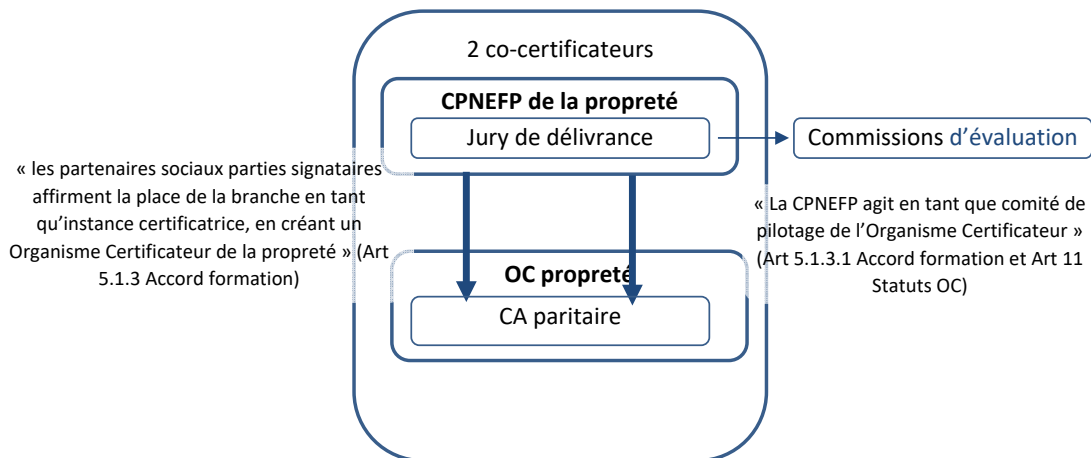 2 co-certificateurs
CPNEFP de la propreté
Jury de délivrance
Commissions d’évaluation
« les partenaires sociaux parties signataires
affirment la place de la branche en tant
qu’instance certificatrice, en créant un
Organisme Certificateur de la propreté » (Art
5.1.3 Accord formation)
« La CPNEFP agit en tant que comité de
pilotage de l’Organisme Certificateur »
(Art 5.1.3.1 Accord formation et Art 11
Statuts OC)
OC propreté
CA paritaire